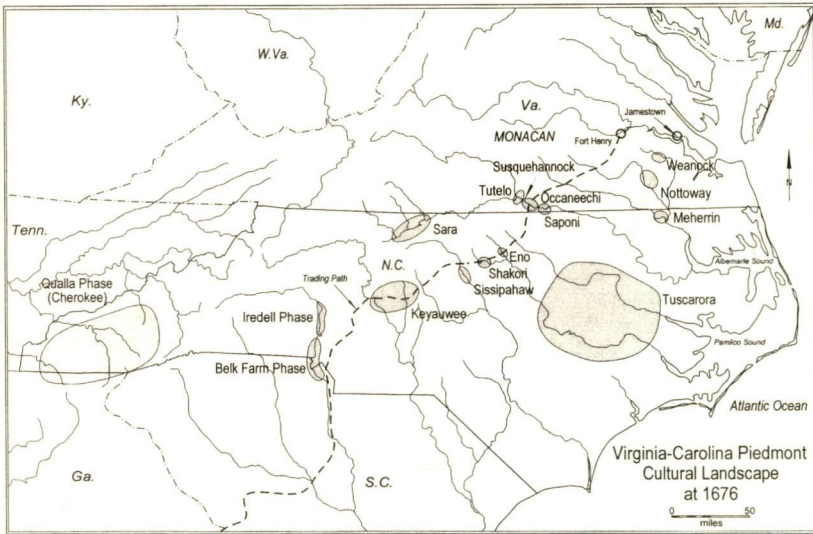 Md.
W.Va.
Ky.
Va.
Jamestown
MONACAN
Fort Henry
Weanock
Susquehannock
N
Tutelo
Occaneechi
Nottoway
Saponi
Meherrin
Tenn.
Sara
Eno
Albemarle Sound
N.C.
Shakori
Qualla Phase
(Cherokee)
Trading Path
Sissipahaw
Tuscarora
Iredell Phase
Keyauwee
Pamlico Sound
Belk Farm Phase
Atlantic Ocean
Virginia-Carolina Piedmont
Cultural Landscape
at 1676
Ga.
S.C.
0 50
miles